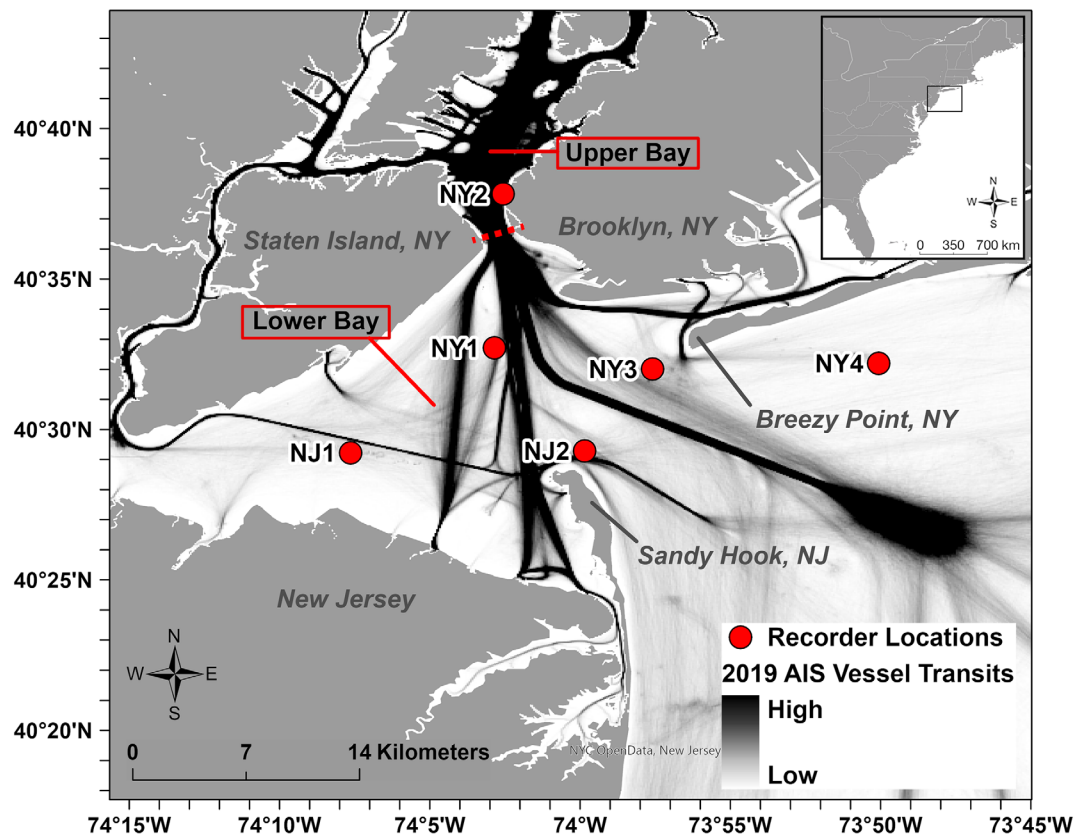 N
W E
S
0 350 700 km
40°40'N
40°35'N
40°30'N
40°25'N
40°20'N
Upper Bay
NY2
Staten Island, NY
Brooklyn, NY
Lower Bay
NY1
NY3
NY4
Breezy Point, NY
NJ1
NJ2
Sandy Hook, NJ
New Jersey
N
W E
S
0 7 14 Kilometers
NYC OpenData, New Jersey
Recorder Locations
2019 AIS Vessel Transits
High
Low
74°15'W 74°10'W 74°5'W 74°0'W 73°55'W 73°50'W 73°45'W